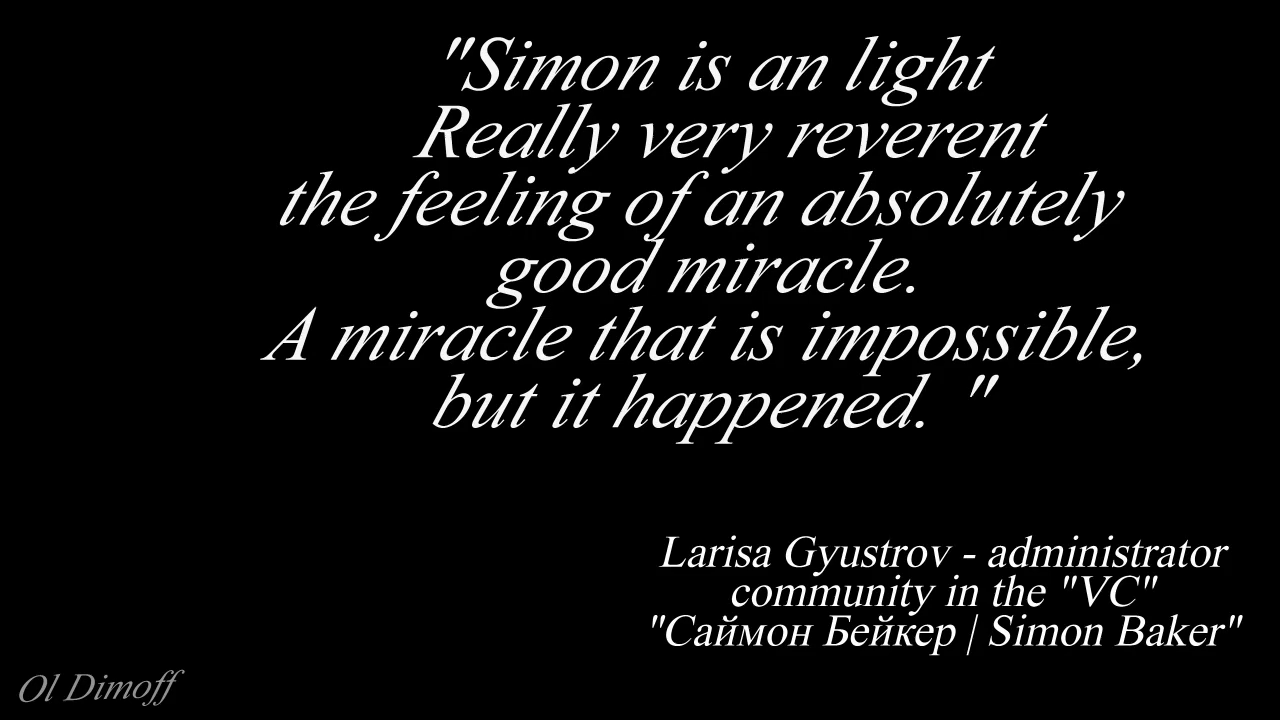 "Simon is an light
Really very reverent
the feeling of an absolutely
good miracle.
A miracle that is impossible,
but it happened. "
Larisa Gyustrov - administrator
community in the "VC"
"Саймон Бейкер | Simon Baker"
Ol Dimoff